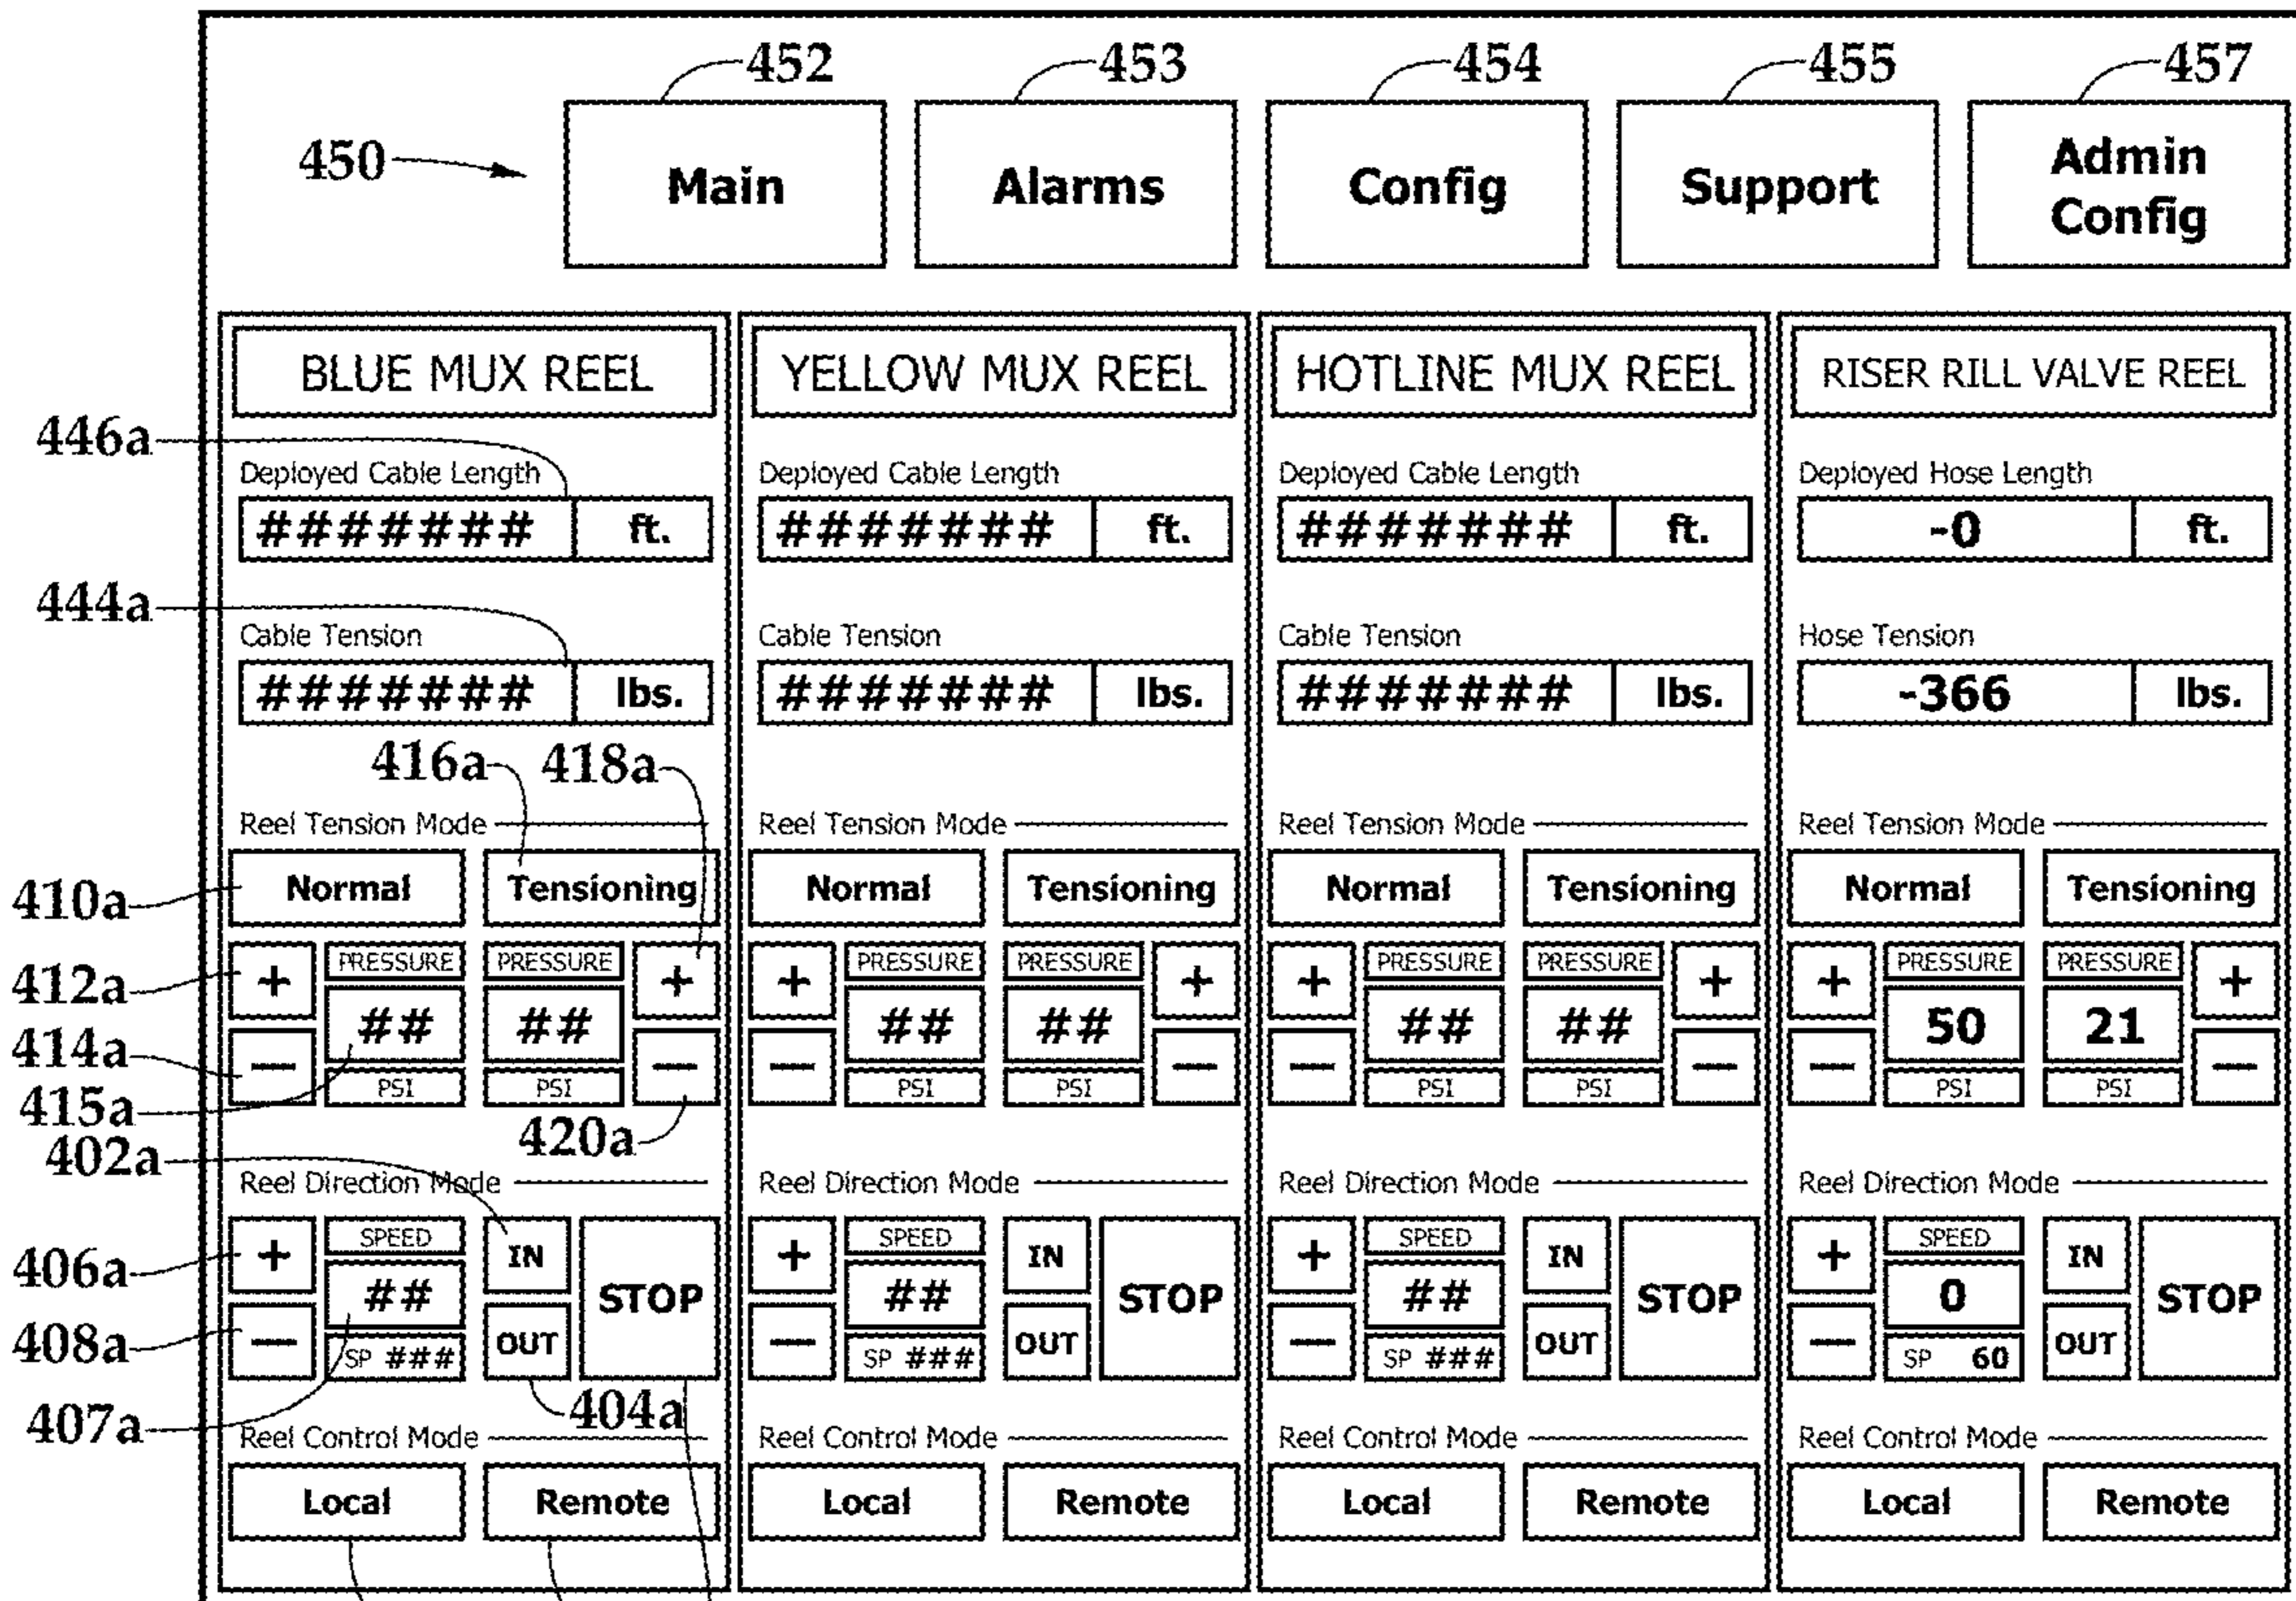 452 453 454 455 457
450
Main Alarms Config Support Admin Config
BLUE MUX REEL YELLOW MUX REEL HOTLINE MUX REEL RISER RILL VALVE REEL
446a
Deployed Cable Length Deployed Cable Length Deployed Cable Length Deployed Hose Length
####### ft. ####### ft. ####### ft. -0 ft.
444a
Cable Tension Cable Tension Cable Tension Hose Tension
####### lbs. ####### lbs. ####### lbs. -366 lbs.
416a 418a
Reel Tension Mode Reel Tension Mode Reel Tension Mode Reel Tension Mode
410a Normal Tensioning Normal Tensioning Normal Tensioning Normal Tensioning
412a + PRESSURE PRESSURE + + PRESSURE PRESSURE + + PRESSURE PRESSURE + + PRESSURE PRESSURE +
## ## ## ## ## ## 50 21
414a — — — — — — — —
415a PSI PSI PSI PSI PSI PSI PSI PSI
402a 420a
Reel Direction Mode Reel Direction Mode Reel Direction Mode Reel Direction Mode
406a + SPEED IN + SPEED IN + SPEED IN + SPEED IN
## STOP ## STOP ## STOP 0 STOP
408a — SP ### OUT — SP ### OUT — SP ### OUT — SP 60 OUT
407a 404a
Reel Control Mode Reel Control Mode Reel Control Mode Reel Control Mode
Local Remote Local Remote Local Remote Local Remote